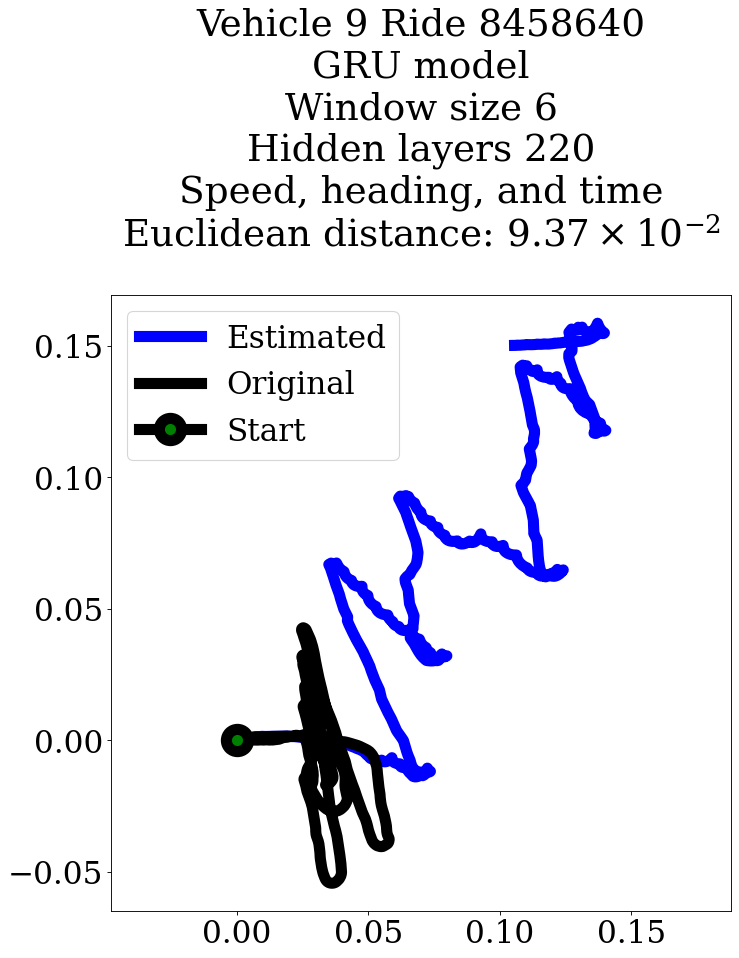 Vehicle 9 Ride 8458640
GRU model
Window size 6
Hidden layers 220
Speed, heading, and time
Euclidean distance: 9.37 × 10⁻²
Estimated
Original
Start
0.15
0.10
0.05
0.00
−0.05
0.00 0.05 0.10 0.15